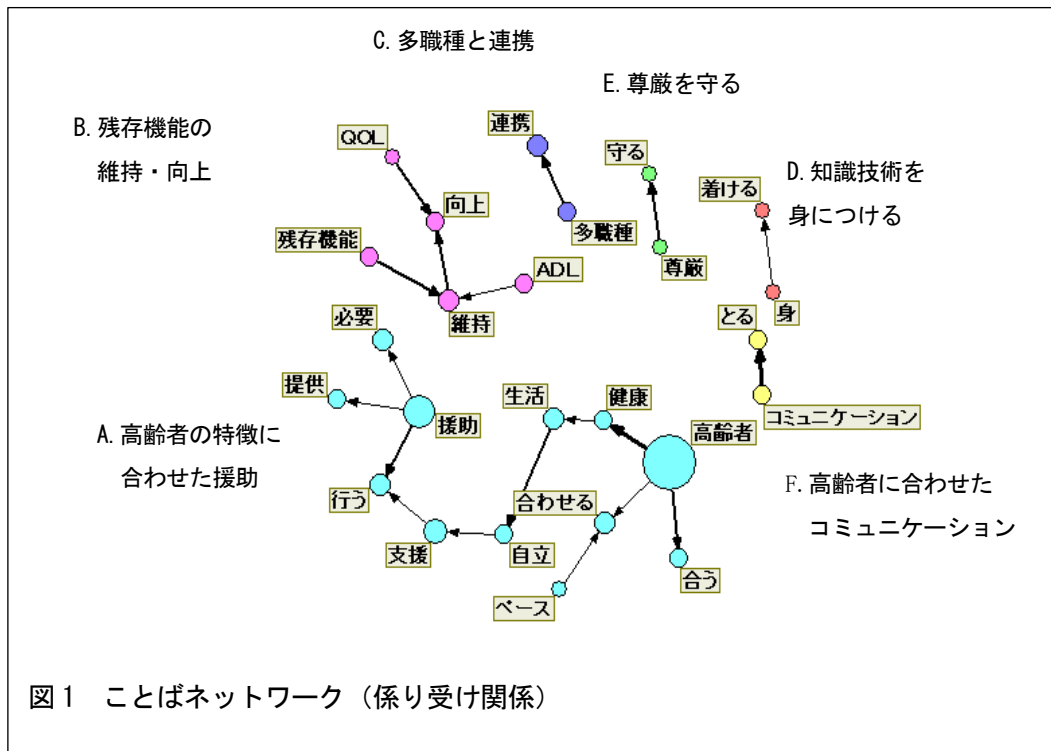 C.多職種と連携
E.尊厳を守る
B.残存機能の
維持・向上
QOL
連携
守る
着ける
D.知識技術を
身につける
向上
多職種
残存機能
ADL
尊厳
維持
身
必要
とる
提供
生活
健康
コミュニケーション
援助
高齢者
A.高齢者の特徴に
合わせた援助
行う
合わせる
F.高齢者に合わせた
コミュニケーション
支援
自立
合う
ペース
図1 ことばネットワーク（係り受け関係）